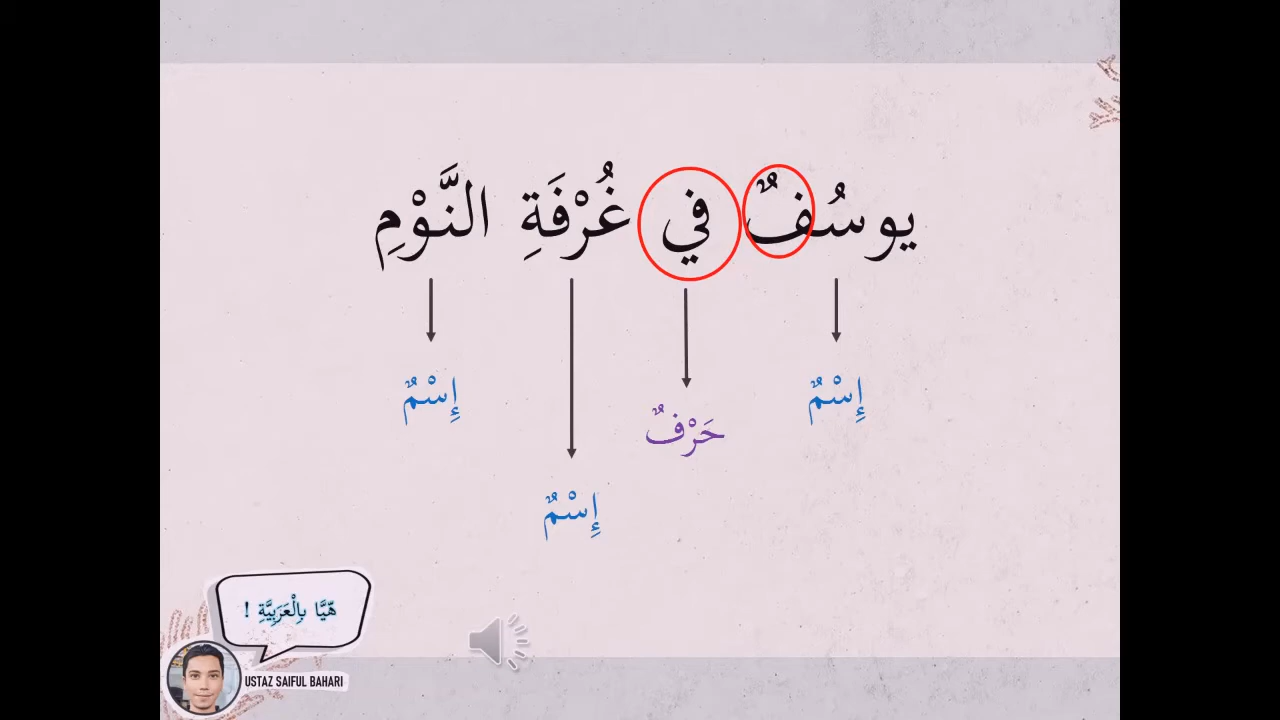 يوسُفٌ في غُرْفَةِ النَّوْمِ
إِسْمٌ
حَرْفٌ
إِسْمٌ
إِسْمٌ
هّيَّا بِالْعَرَبِيَّةِ !
USTAZ SAIFUL BAHARI